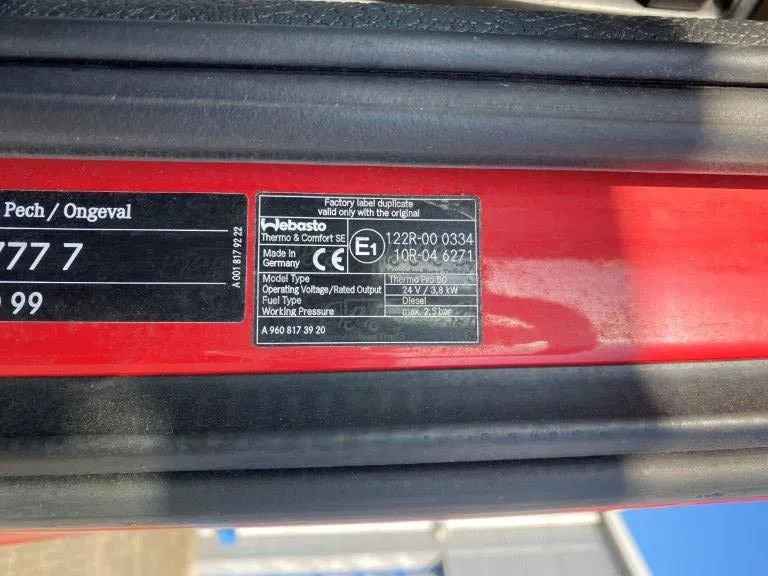 Pech / Ongeval
777 7
99
A 001 817 92 22
Factory label duplicate
valid only with the original
Webasto
Thermo & Comfort SE
Made in
Germany
CE
E1
122R-00 0334
10R-04 6271
Model Type Thermo Pro 50
Operating Voltage/Rated Output 24 V / 3,8 kW
Fuel Type Diesel
Working Pressure max. 2,5 bar
A 960 817 39 20